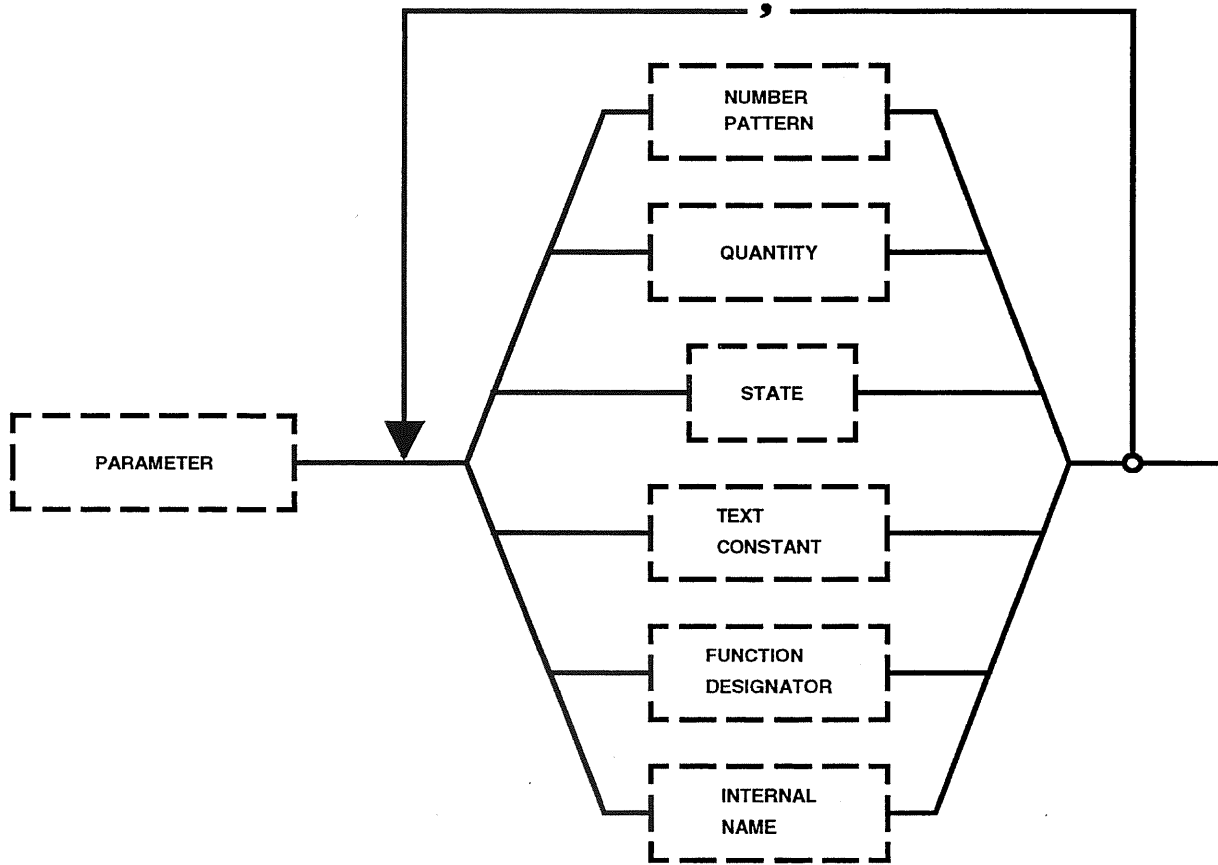 ,
NUMBER
PATTERN
QUANTITY
STATE
PARAMETER
TEXT
CONSTANT
FUNCTION
DESIGNATOR
INTERNAL
NAME